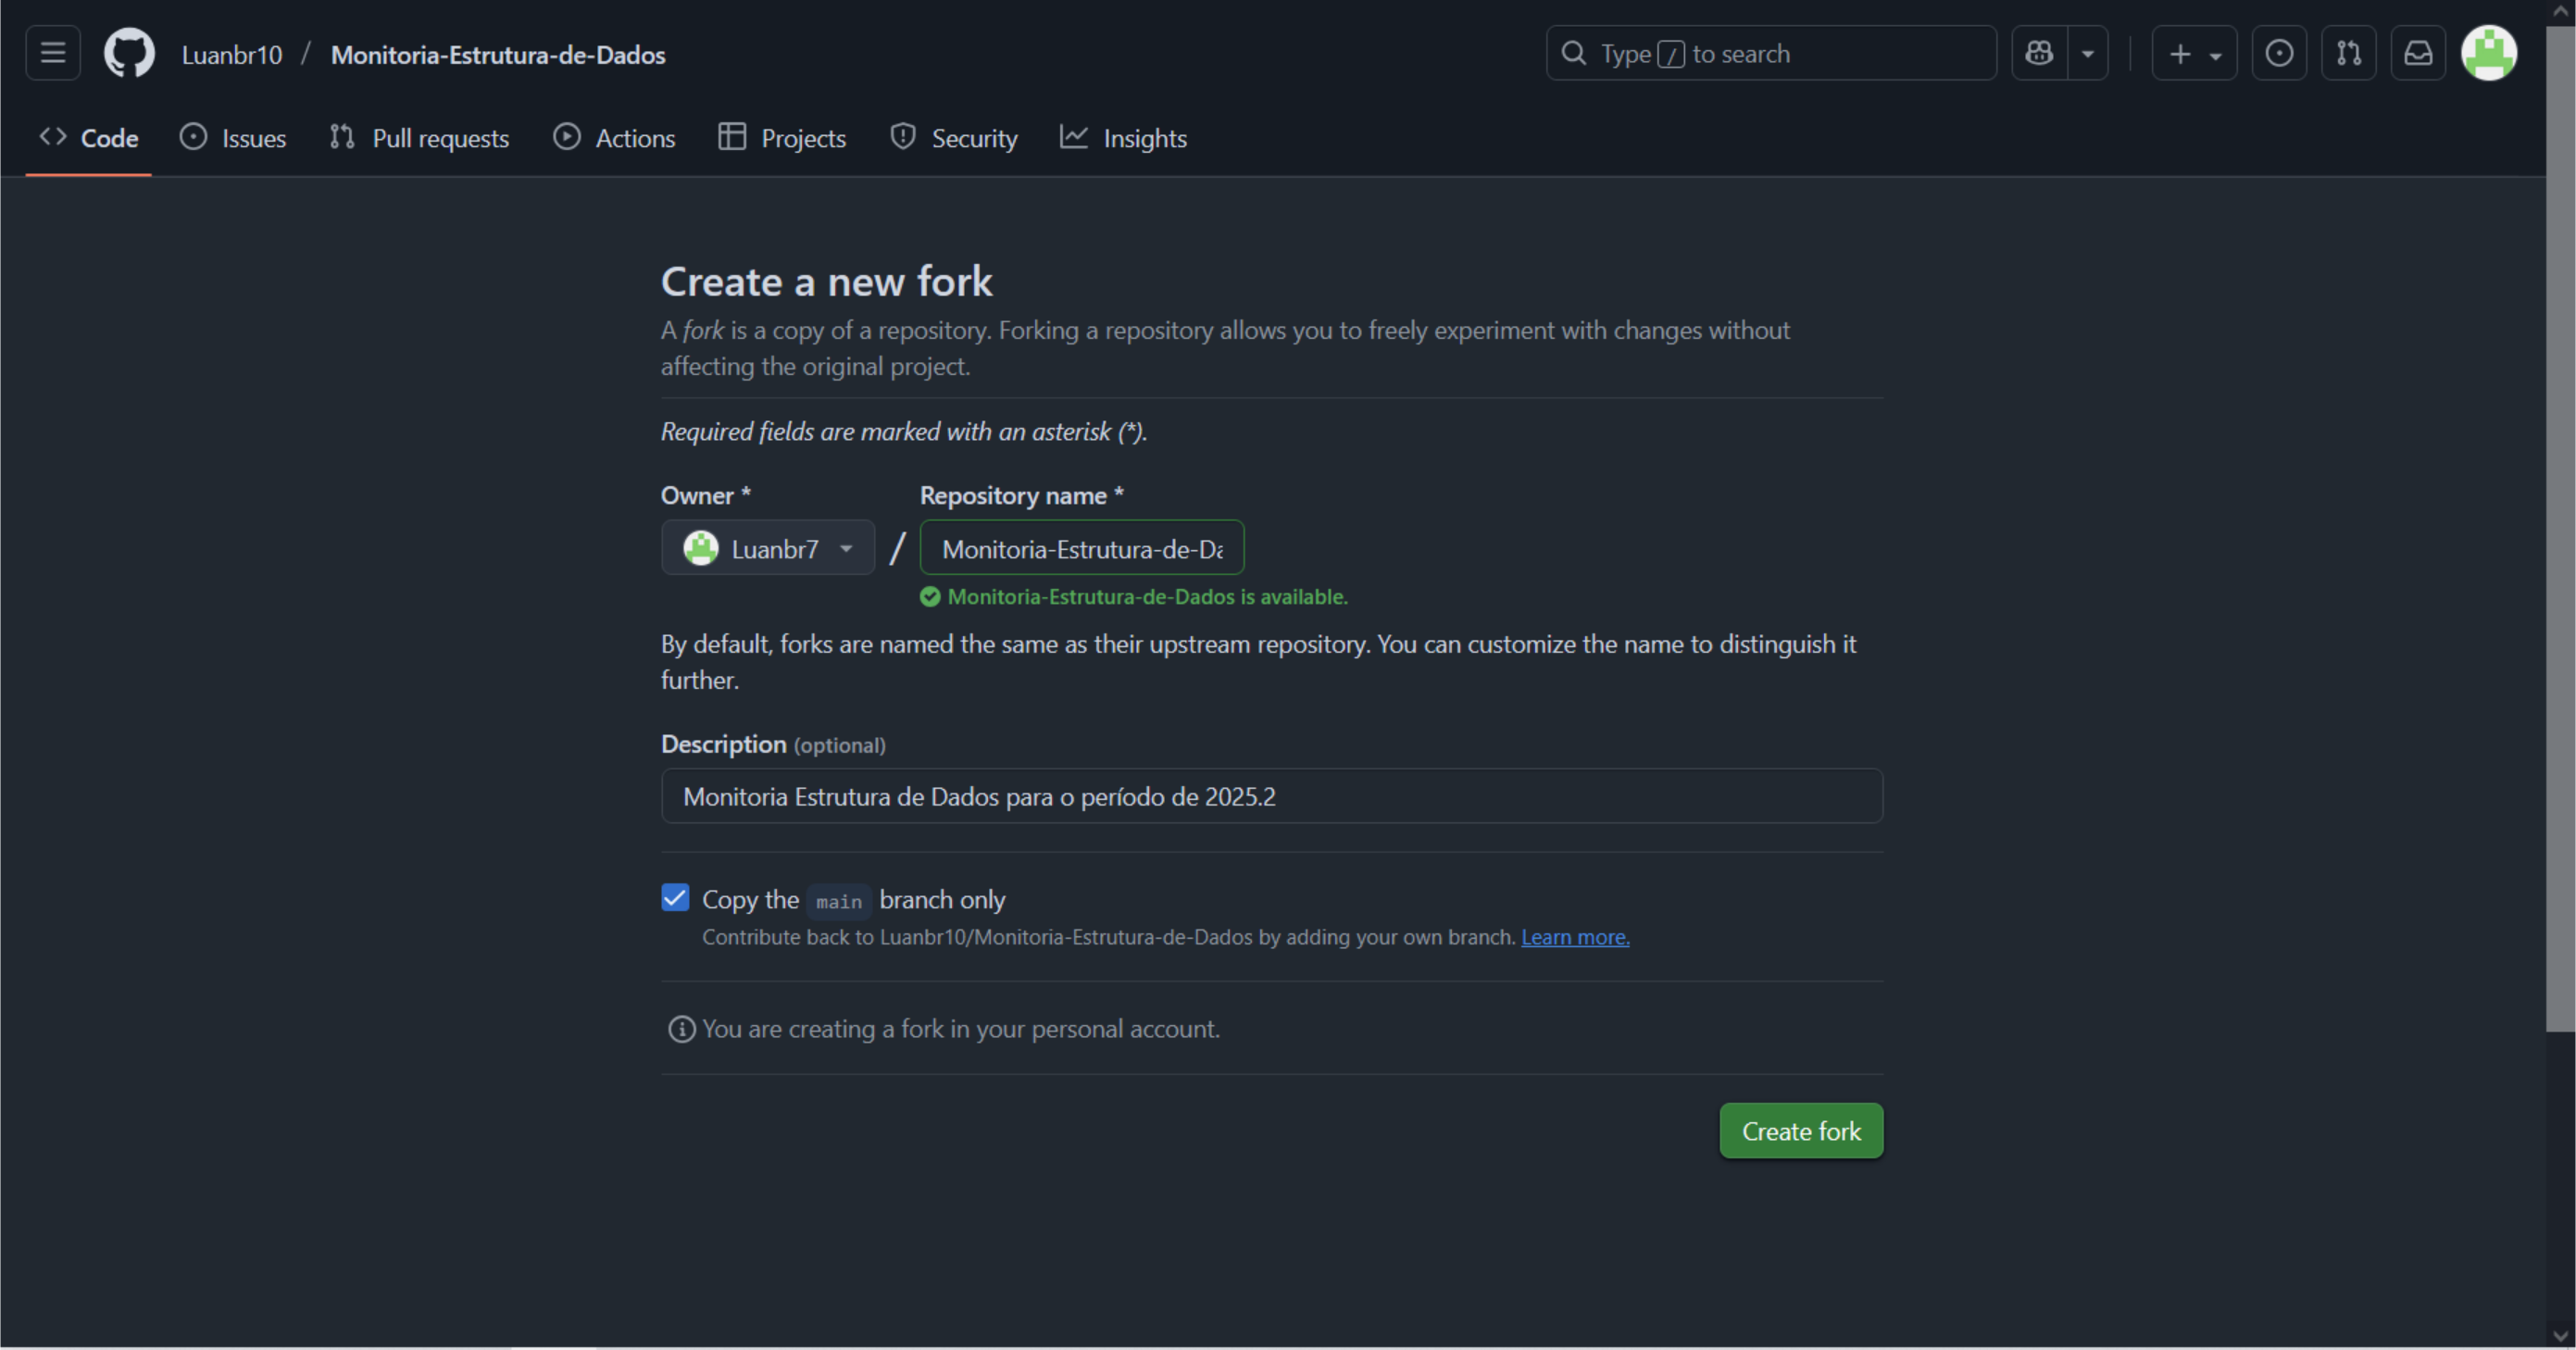 Luanbr10 / Monitoria-Estrutura-de-Dados
Type / to search
Code Issues Pull requests Actions Projects Security Insights
Create a new fork
A fork is a copy of a repository. Forking a repository allows you to freely experiment with changes without
affecting the original project.
Required fields are marked with an asterisk (*).
Owner * Repository name *
Luanbr7 / Monitoria-Estrutura-de-Da
Monitoria-Estrutura-de-Dados is available.
By default, forks are named the same as their upstream repository. You can customize the name to distinguish it
further.
Description (optional)
Monitoria Estrutura de Dados para o período de 2025.2
Copy the main branch only
Contribute back to Luanbr10/Monitoria-Estrutura-de-Dados by adding your own branch. Learn more.
You are creating a fork in your personal account.
Create fork